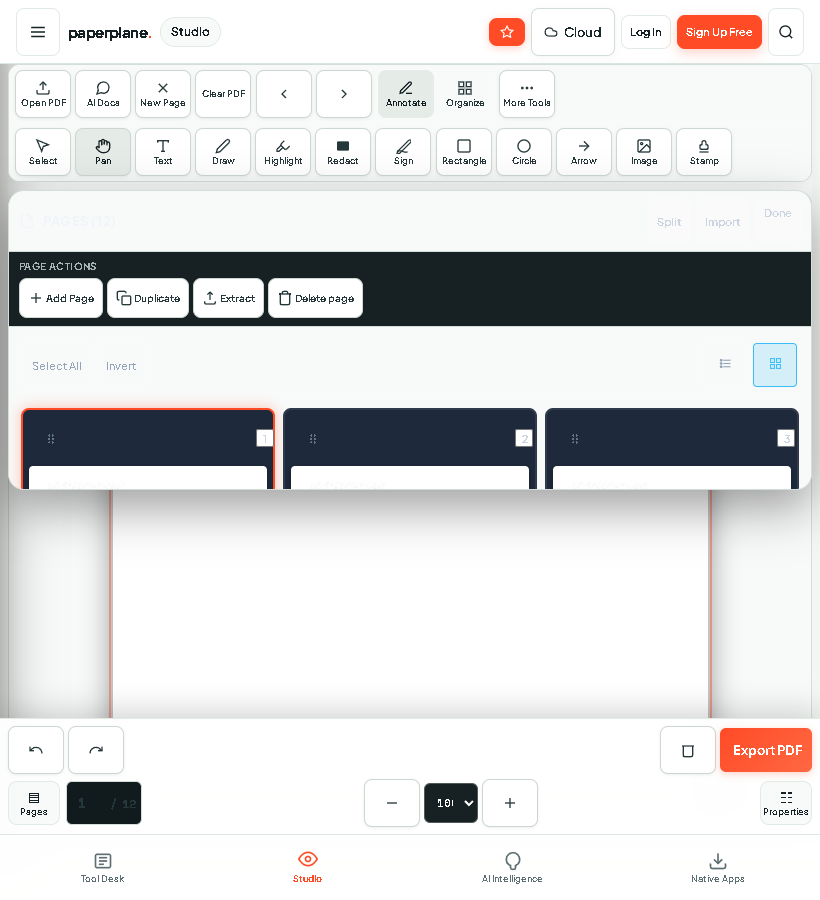 paperplane. Studio Cloud Log In Sign Up Free
Open PDF AI Docs New Page Clear PDF Annotate Organize More Tools
Select Pan Text Draw Highlight Redact Sign Rectangle Circle Arrow Image Stamp
PAGES (12) Split Import Done
PAGE ACTIONS
Add Page Duplicate Extract Delete page
Select All Invert
1 2 3
Export PDF
Pages 1 / 12 Properties
Tool Desk Studio AI Intelligence Native Apps